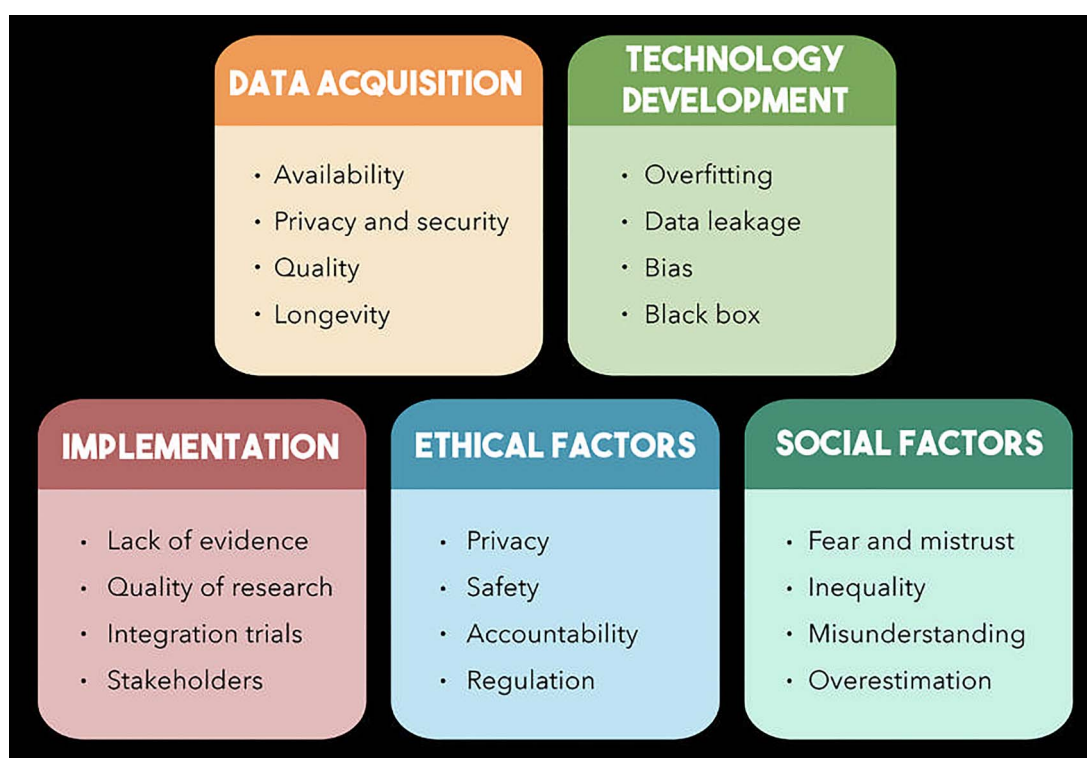 DATA ACQUISITION
• Availability
• Privacy and security
• Quality
• Longevity
TECHNOLOGY
DEVELOPMENT
• Overfitting
• Data leakage
• Bias
• Black box
IMPLEMENTATION
• Lack of evidence
• Quality of research
• Integration trials
• Stakeholders
ETHICAL FACTORS
• Privacy
• Safety
• Accountability
• Regulation
SOCIAL FACTORS
• Fear and mistrust
• Inequality
• Misunderstanding
• Overestimation